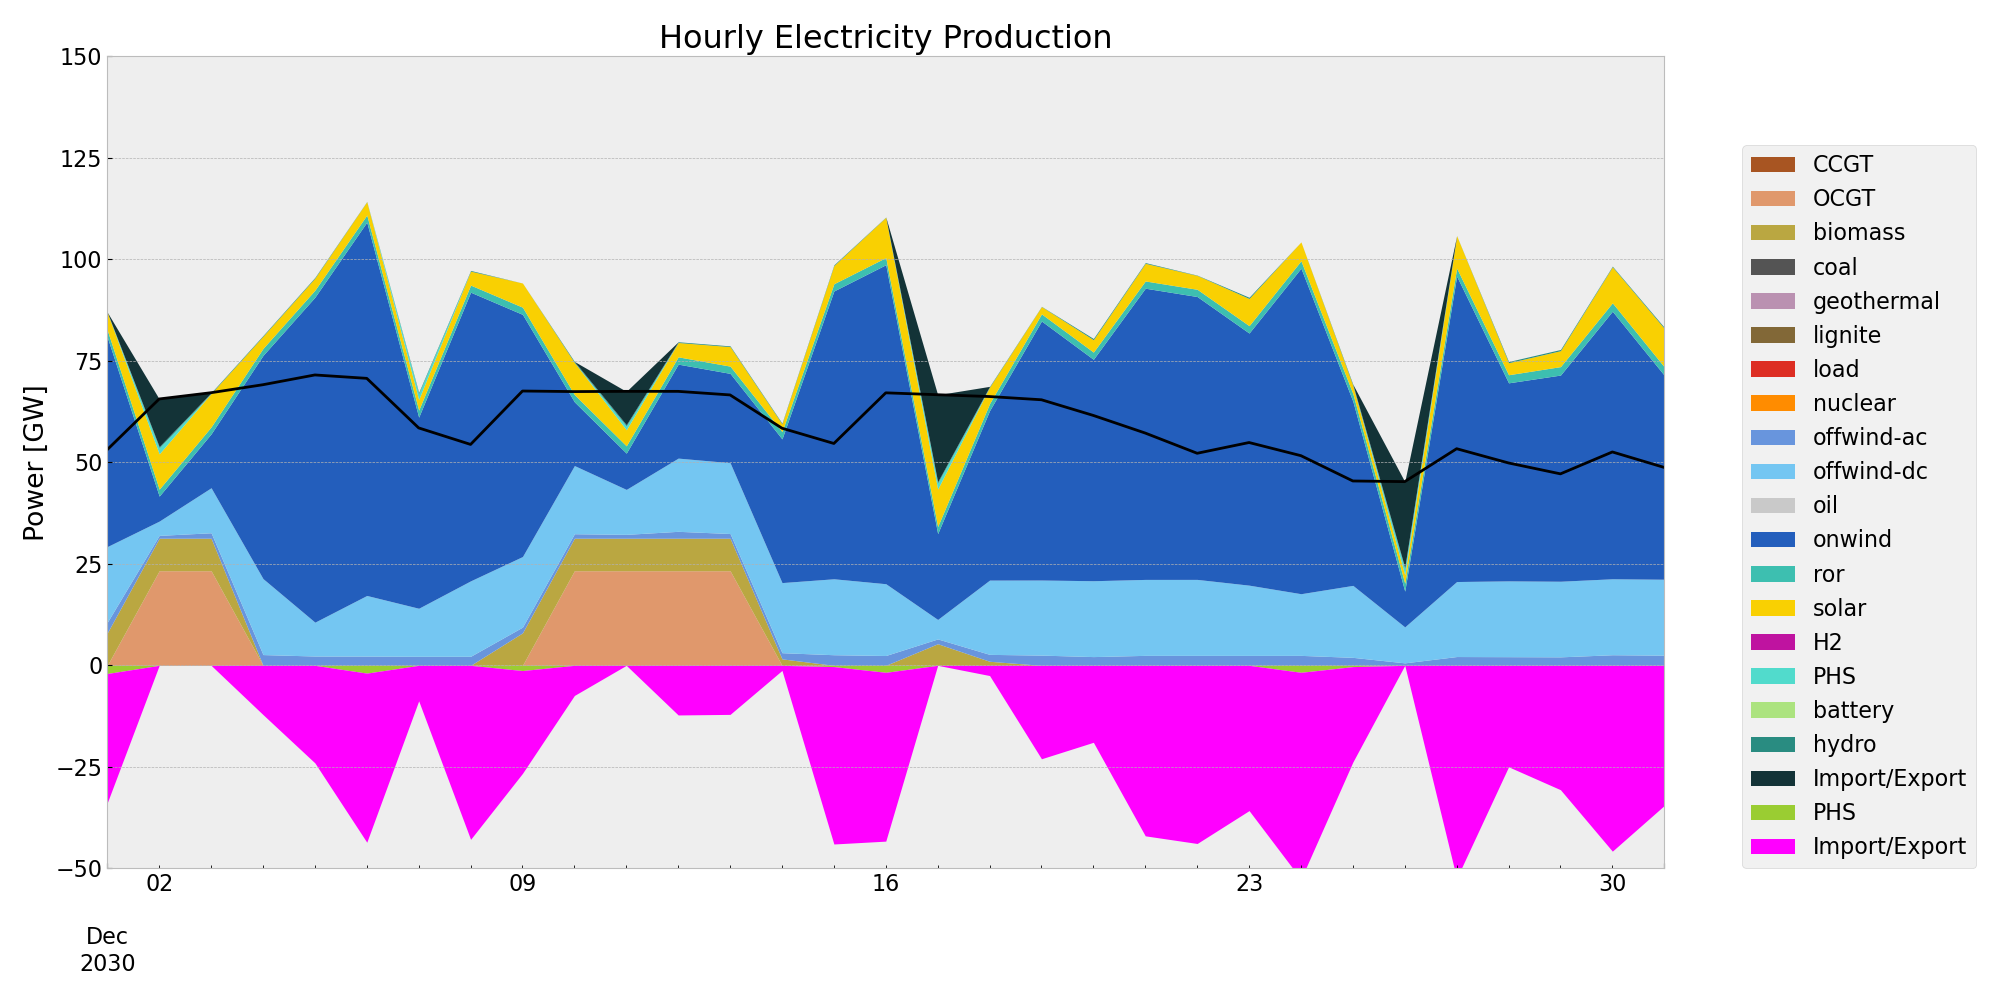 Hourly Electricity Production
150
125
100
75
50
25
0
−25
−50
Power [GW]
02
09
16
23
30
Dec
2030
CCGT
OCGT
biomass
coal
geothermal
lignite
load
nuclear
offwind-ac
offwind-dc
oil
onwind
ror
solar
H2
PHS
battery
hydro
Import/Export
PHS
Import/Export